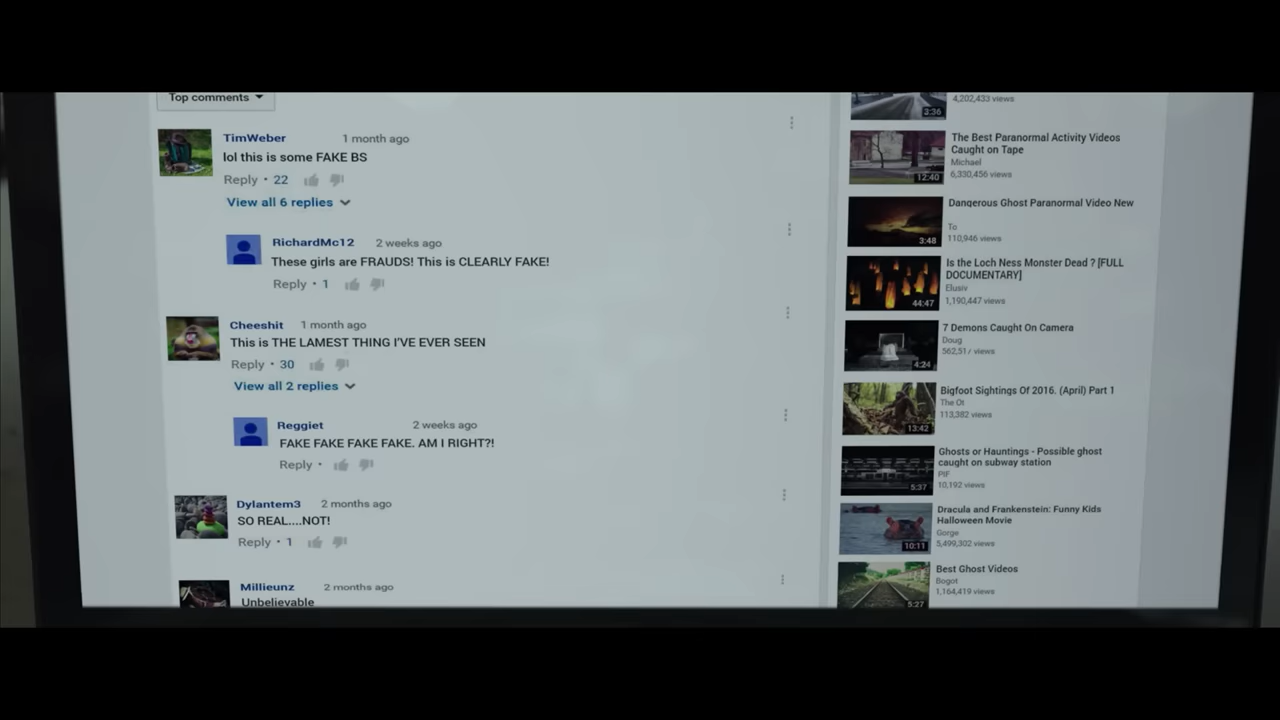 Top comments
TimWeber 1 month ago
lol this is some FAKE BS
Reply • 22
View all 6 replies
RichardMc12 2 weeks ago
These girls are FRAUDS! This is CLEARLY FAKE!
Reply • 1
Cheeshit 1 month ago
This is THE LAMEST THING I'VE EVER SEEN
Reply • 30
View all 2 replies
Reggiet 2 weeks ago
FAKE FAKE FAKE FAKE. AM I RIGHT?!
Reply •
Dylantem3 2 months ago
SO REAL....NOT!
Reply • 1
Millieunz 2 months ago
Unbelievable
4,202,433 views
3:36
The Best Paranormal Activity Videos
Caught on Tape
Michael
6,330,456 views
12:40
Dangerous Ghost Paranormal Video New
To
110,946 views
3:48
Is the Loch Ness Monster Dead ? [FULL
DOCUMENTARY]
Elusiv
1,190,447 views
44:47
7 Demons Caught On Camera
Doug
562,517 views
4:24
Bigfoot Sightings Of 2016. (April) Part 1
The Ot
113,382 views
13:42
Ghosts or Hauntings - Possible ghost
caught on subway station
PIF
10,192 views
5:37
Dracula and Frankenstein: Funny Kids
Halloween Movie
Gorge
5,499,302 views
10:11
Best Ghost Videos
Bogot
1,164,419 views
5:27